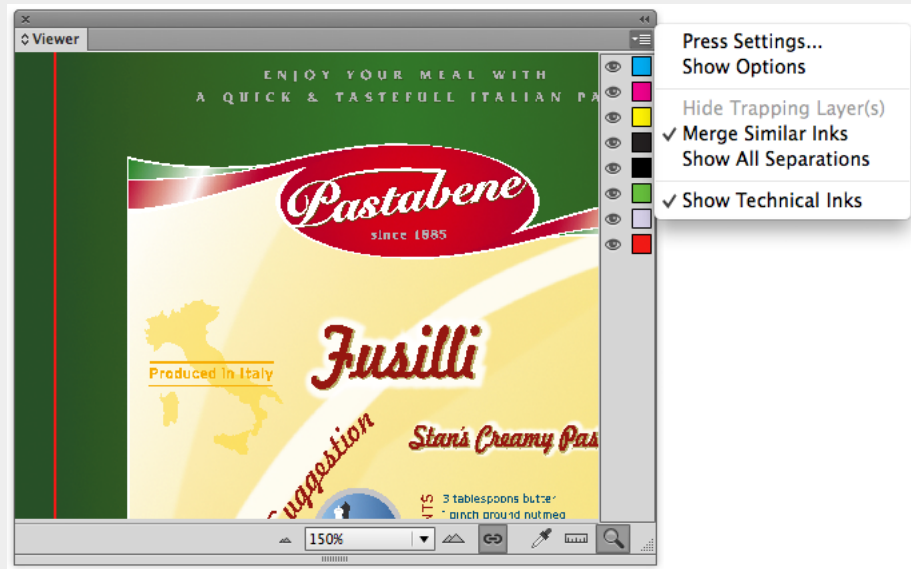 Viewer
ENJOY YOUR MEAL WITH
A QUICK & TASTEFULL ITALIAN PA
Pastabene
since 1885
Produced in Italy
Fusilli
Stan's Creamy Pas
uggestion
NTS
3 tablespoons butter
pinch ground nutmeg
150%
Press Settings...
Show Options
Hide Trapping Layer(s)
Merge Similar Inks
Show All Separations
Show Technical Inks